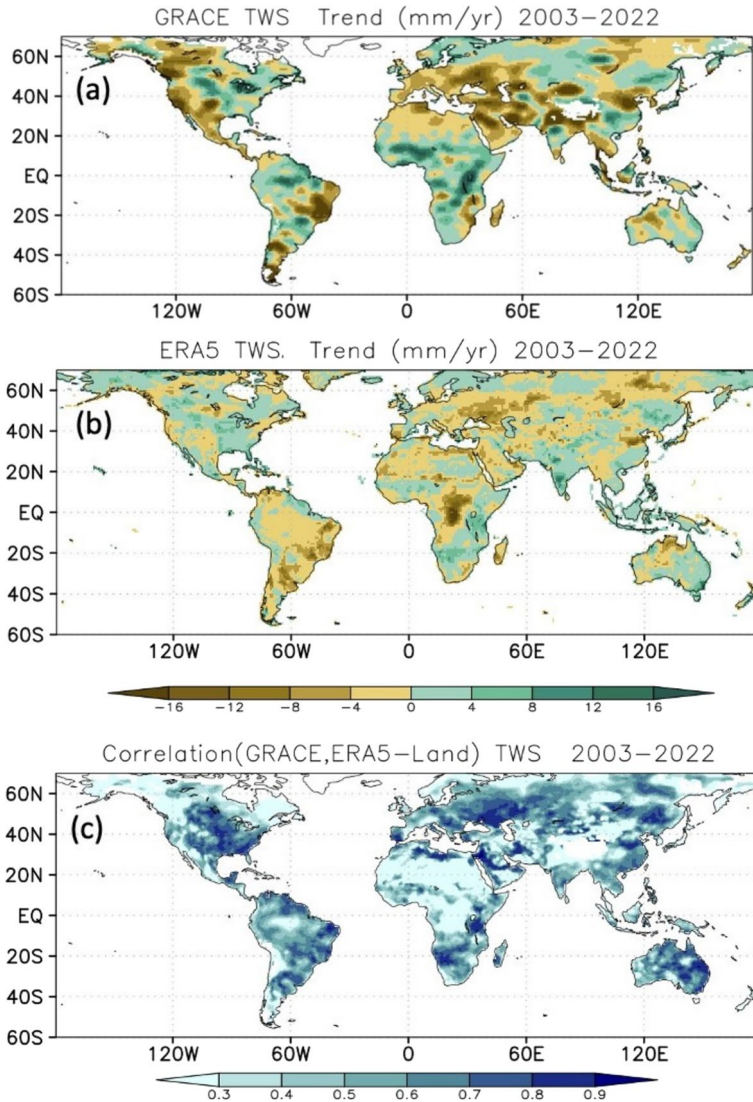 GRACE TWS Trend (mm/yr) 2003-2022
60N
(a)
40N
20N
EQ
20S
40S
60S
120W 60W 0 60E 120E
ERA5 TWS. Trend (mm/yr) 2003-2022
60N
(b)
40N
20N
EQ
20S
40S
60S
120W 60W 0 60E 120E
-16 -12 -8 -4 0 4 8 12 16
Correlation(GRACE,ERA5-Land) TWS 2003-2022
60N
(c)
40N
20N
EQ
20S
40S
60S
120W 60W 0 60E 120E
0.3 0.4 0.5 0.6 0.7 0.8 0.9